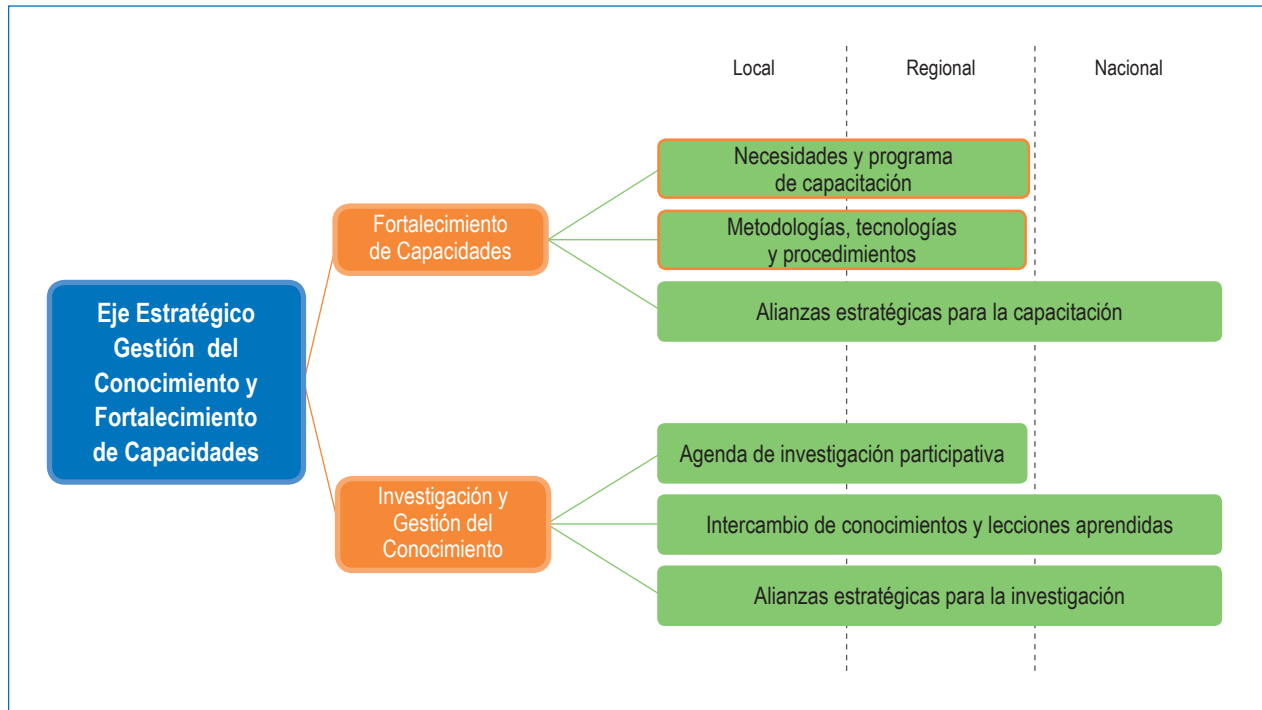 Local Regional Nacional
Necesidades y programa
de capacitación
Fortalecimiento
de Capacidades
Metodologías, tecnologías
y procedimientos
Alianzas estratégicas para la capacitación
Eje Estratégico
Gestión del
Conocimiento y
Fortalecimiento
de Capacidades
Agenda de investigación participativa
Investigación y
Gestión del
Conocimiento
Intercambio de conocimientos y lecciones aprendidas
Alianzas estratégicas para la investigación